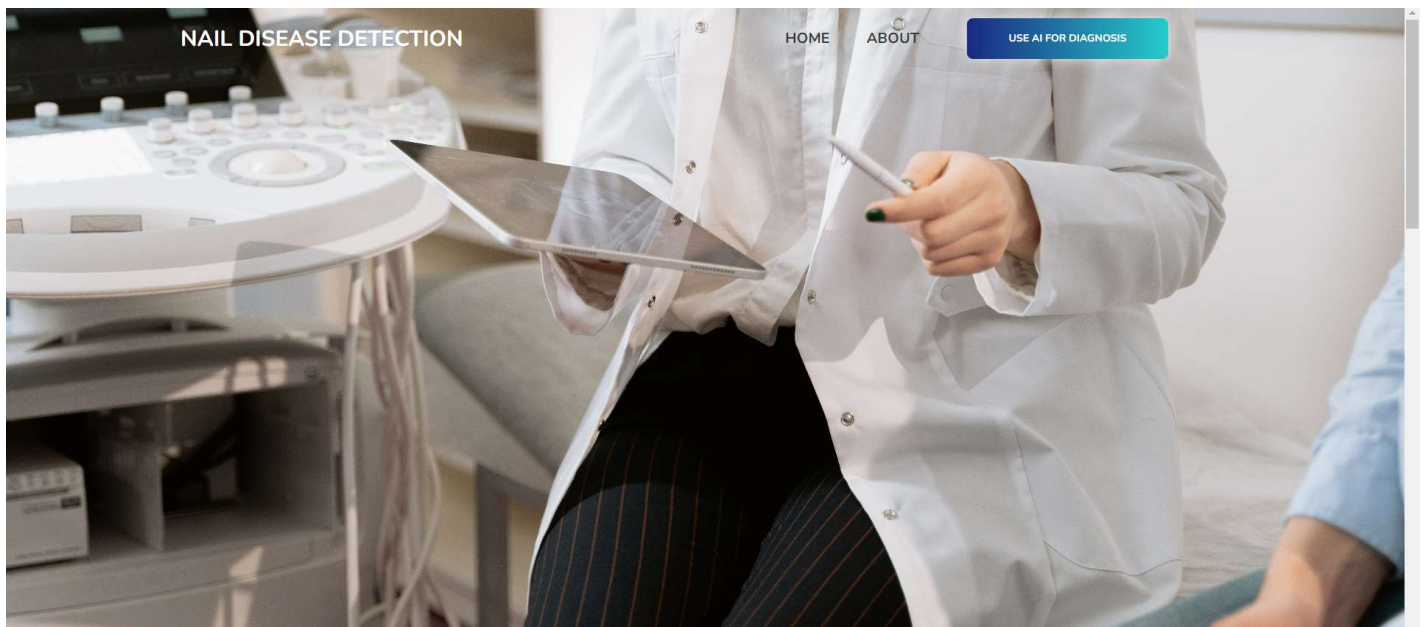 NAIL DISEASE DETECTION
HOME
ABOUT
USE AI FOR DIAGNOSIS